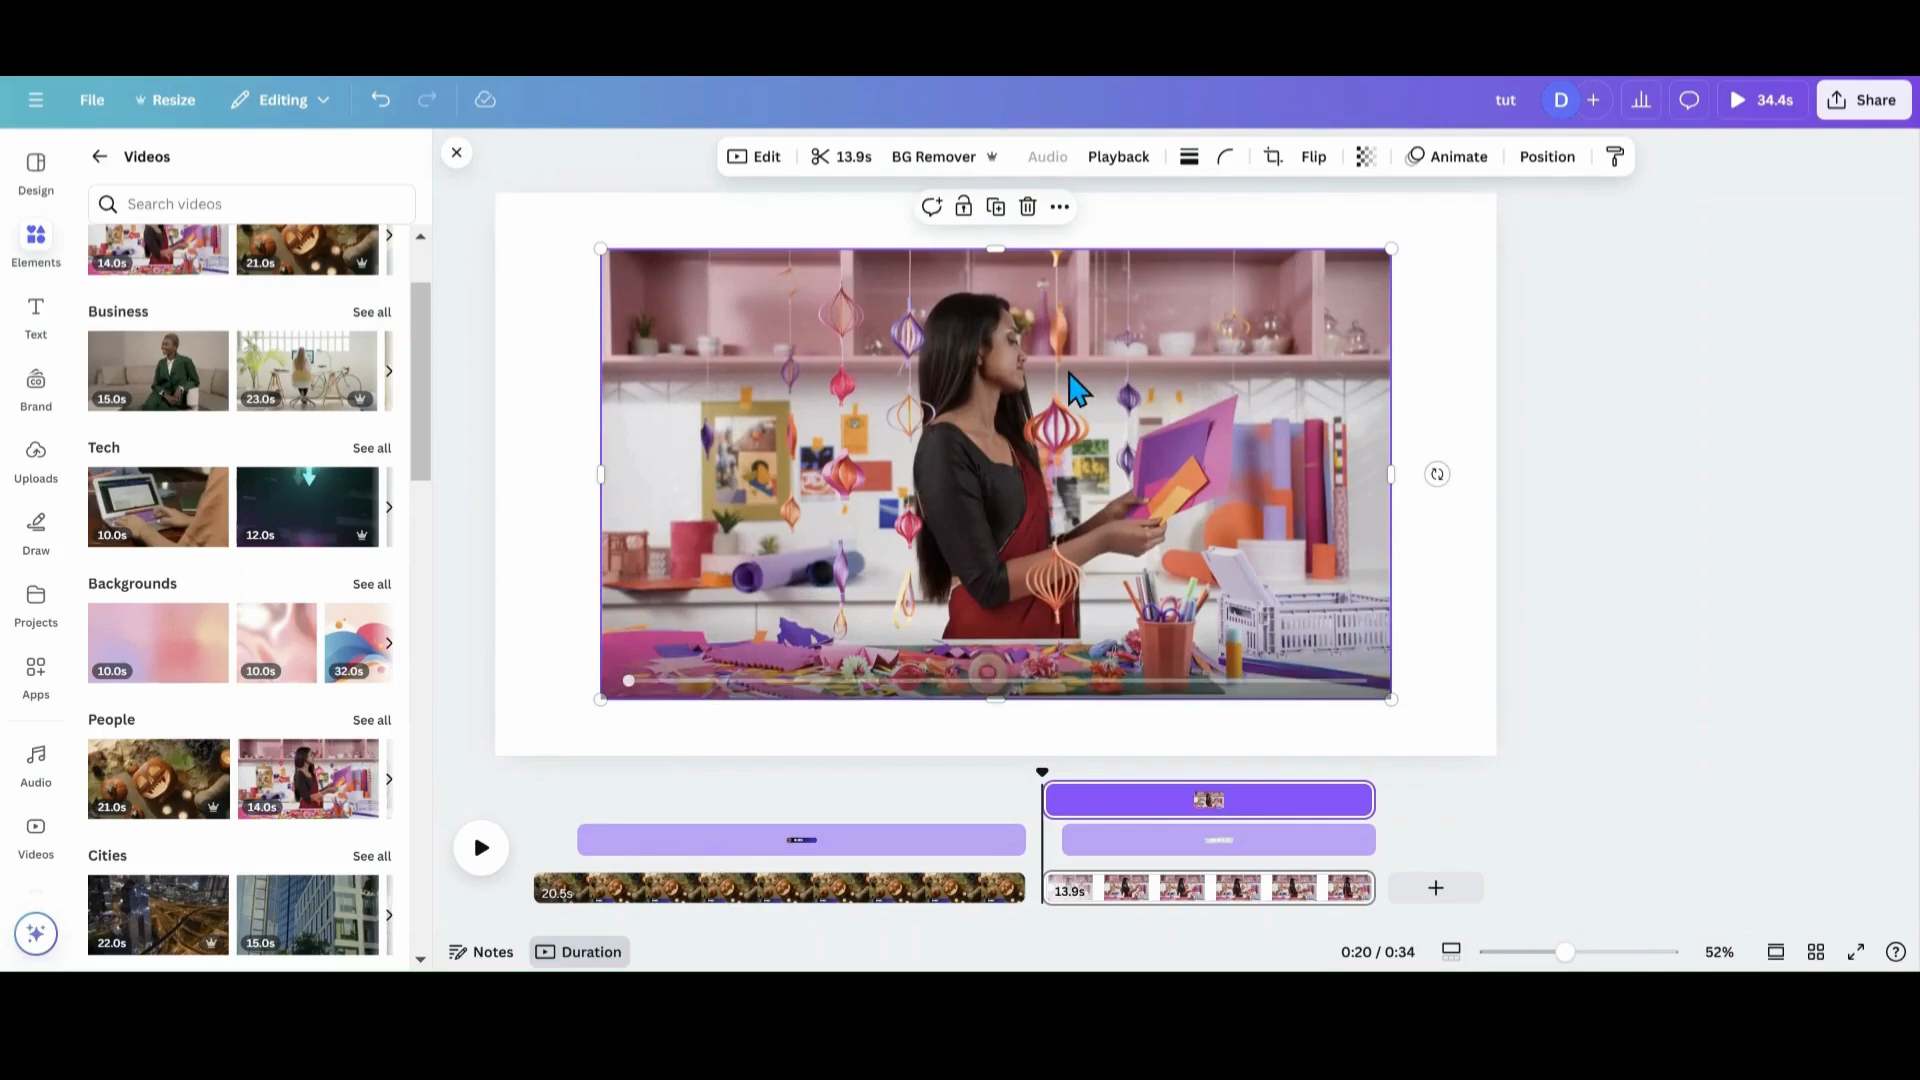 File
Resize
Editing
tut
D
34.4s
Share
Design
Elements
Text
Brand
Uploads
Draw
Projects
Apps
Audio
Videos
Videos
Search videos
14.0s
21.0s
Business
See all
15.0s
23.0s
Tech
See all
10.0s
12.0s
Backgrounds
See all
10.0s
10.0s
32.0s
People
See all
21.0s
14.0s
Cities
See all
22.0s
15.0s
Edit
13.9s
BG Remover
Audio
Playback
Flip
Animate
Position
20.5s
13.9s
Notes
Duration
0:20 / 0:34
52%